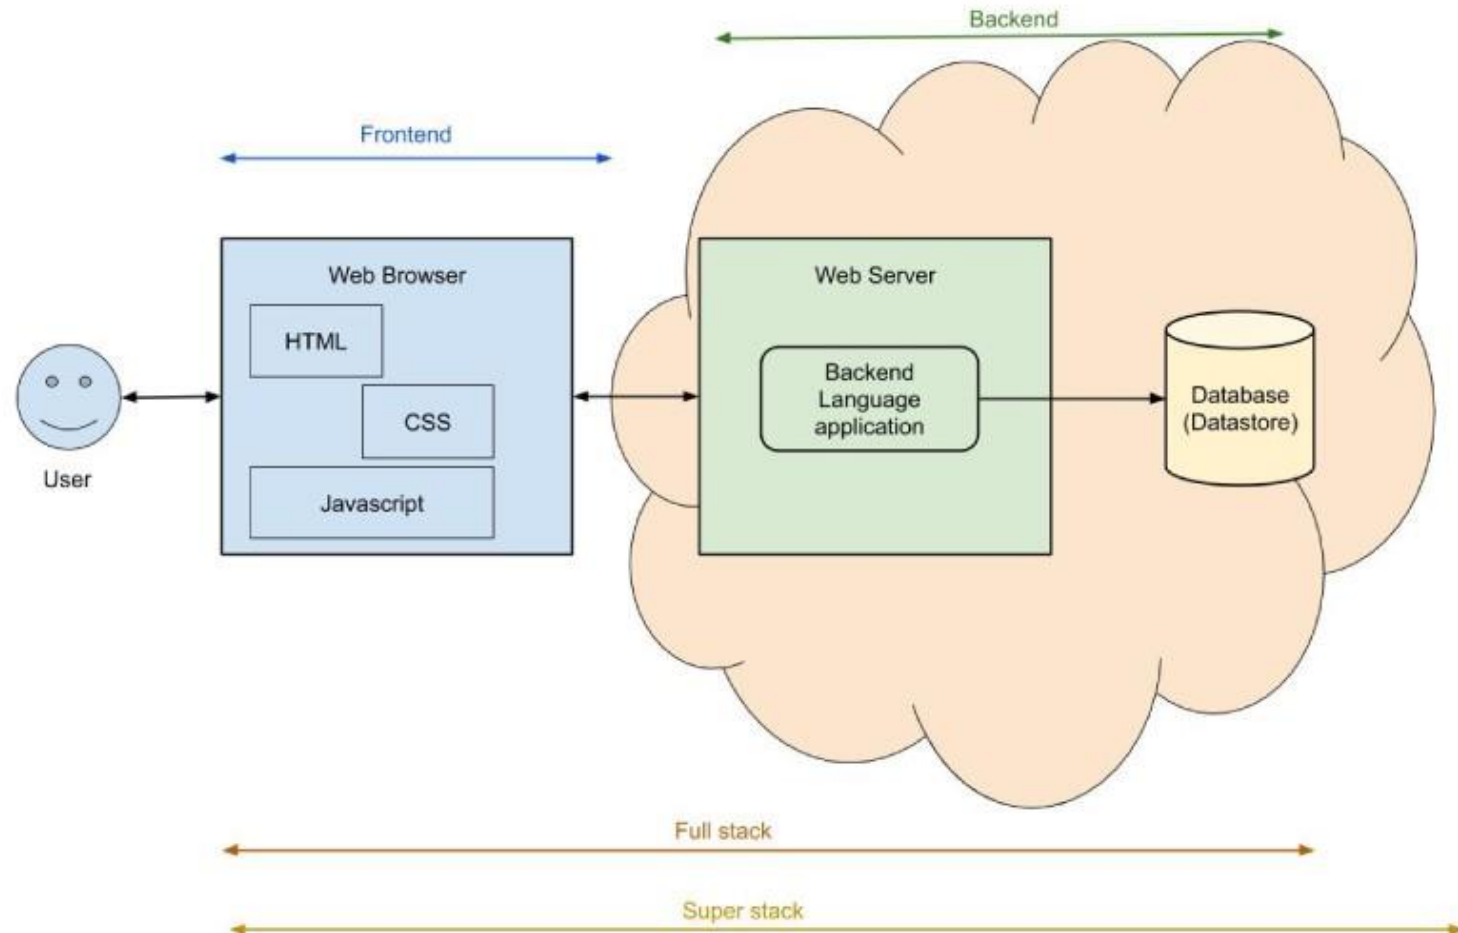 Backend
Frontend
Web Browser
HTML
CSS
Javascript
User
Web Server
Backend
Language
application
Database
(Datastore)
Full stack
Super stack